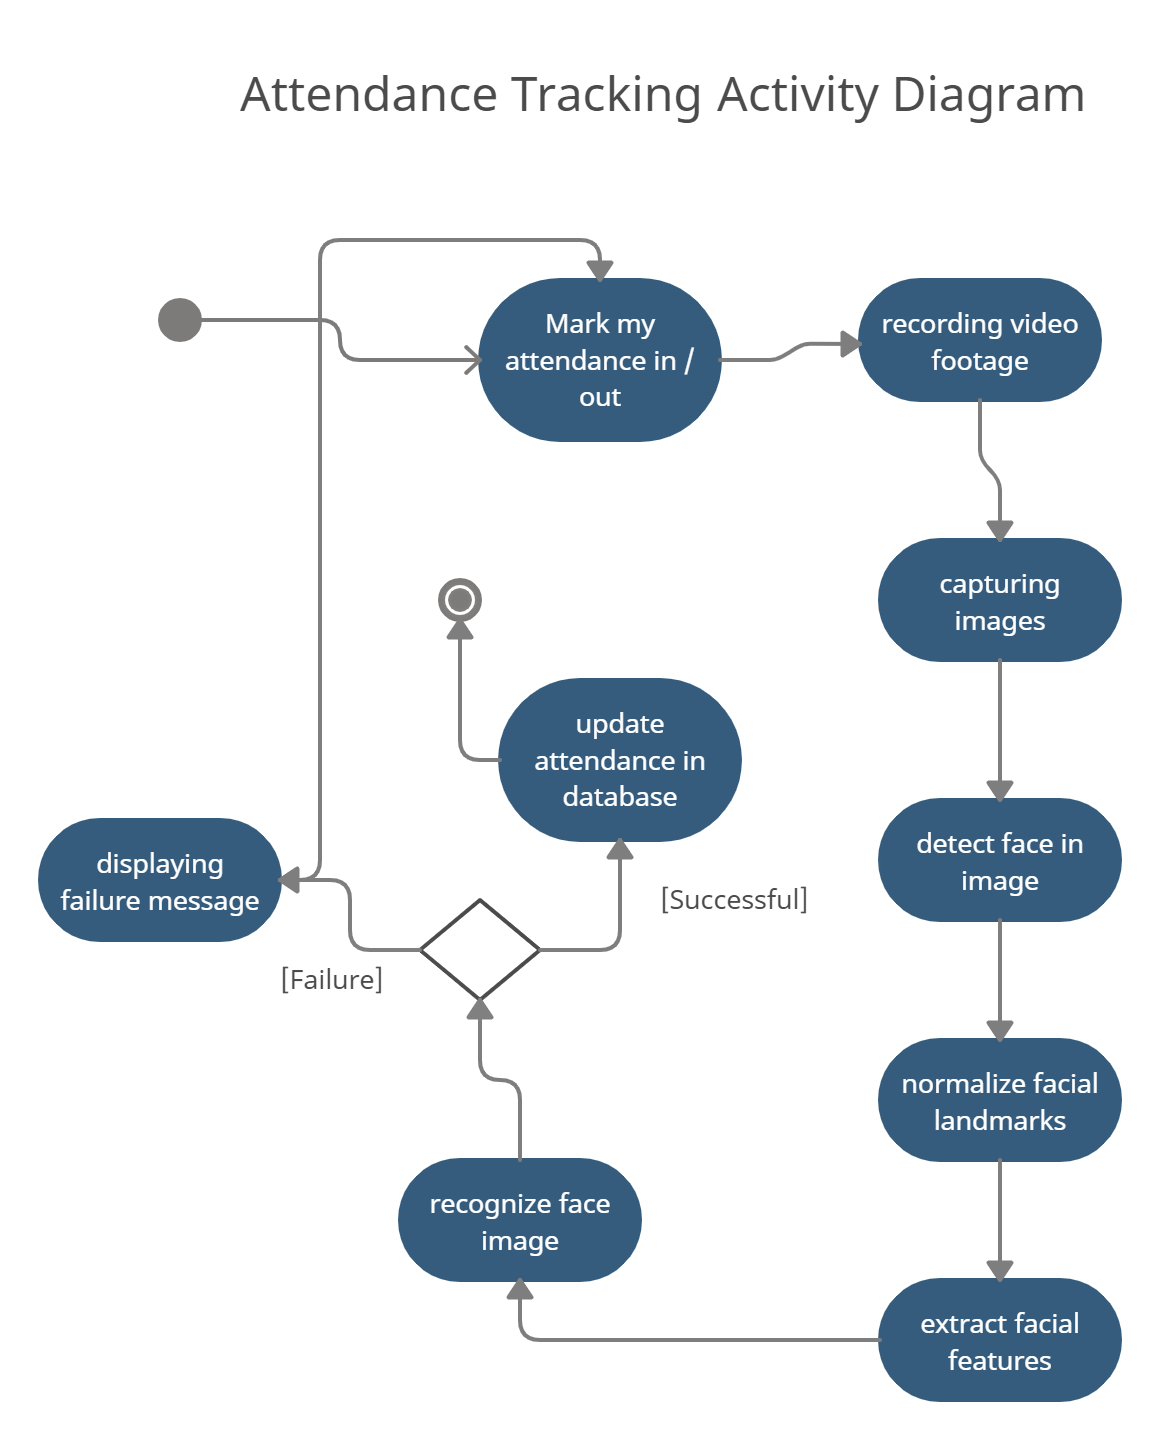 Attendance Tracking Activity Diagram
Mark my
attendance in /
out
recording video
footage
capturing
images
detect face in
image
normalize facial
landmarks
extract facial
features
recognize face
image
[Failure]
[Successful]
displaying
failure message
update
attendance in
database